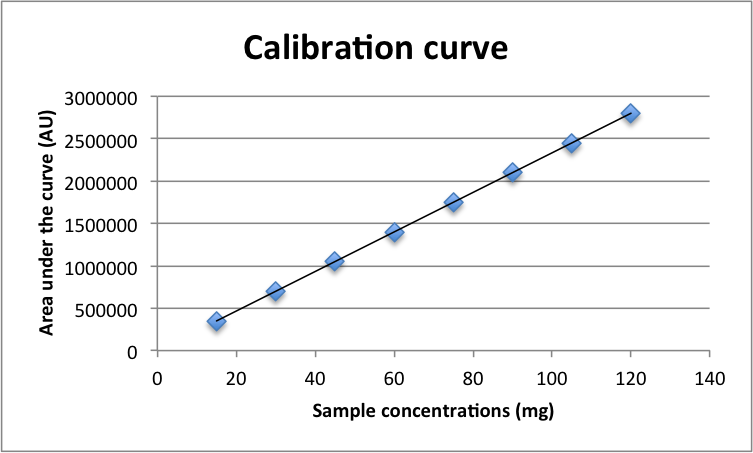 Calibration curve
Area under the curve (AU)
3000000
2500000
2000000
1500000
1000000
500000
0
0 20 40 60 80 100 120 140
Sample concentrations (mg)